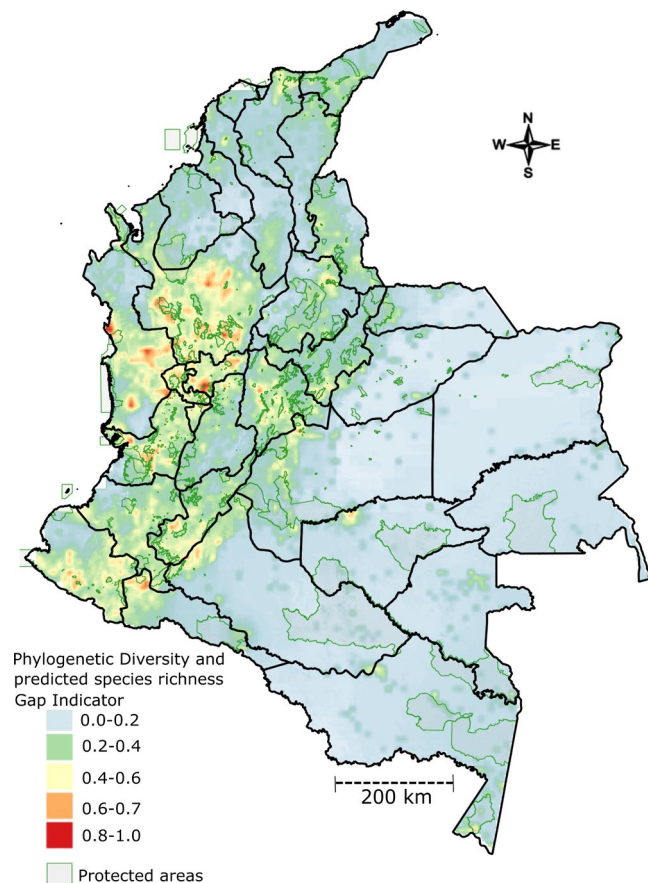 N
W E
S
Phylogenetic Diversity and
predicted species richness
Gap Indicator
0.0-0.2
0.2-0.4
0.4-0.6
0.6-0.7
0.8-1.0
Protected areas
200 km